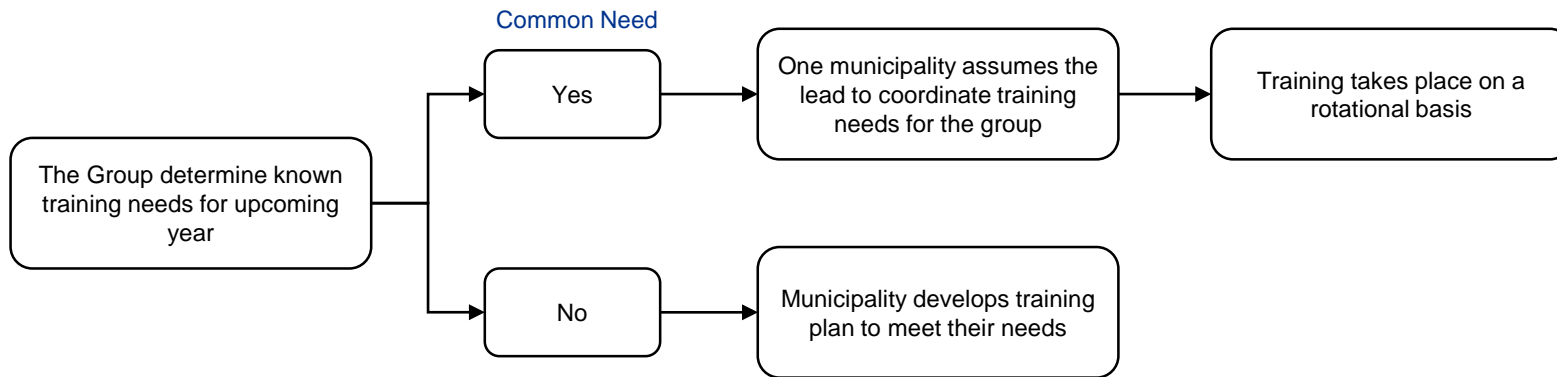 Common Need
Yes
One municipality assumes the
lead to coordinate training
needs for the group
Training takes place on a
rotational basis
The Group determine known
training needs for upcoming
year
No
Municipality develops training
plan to meet their needs